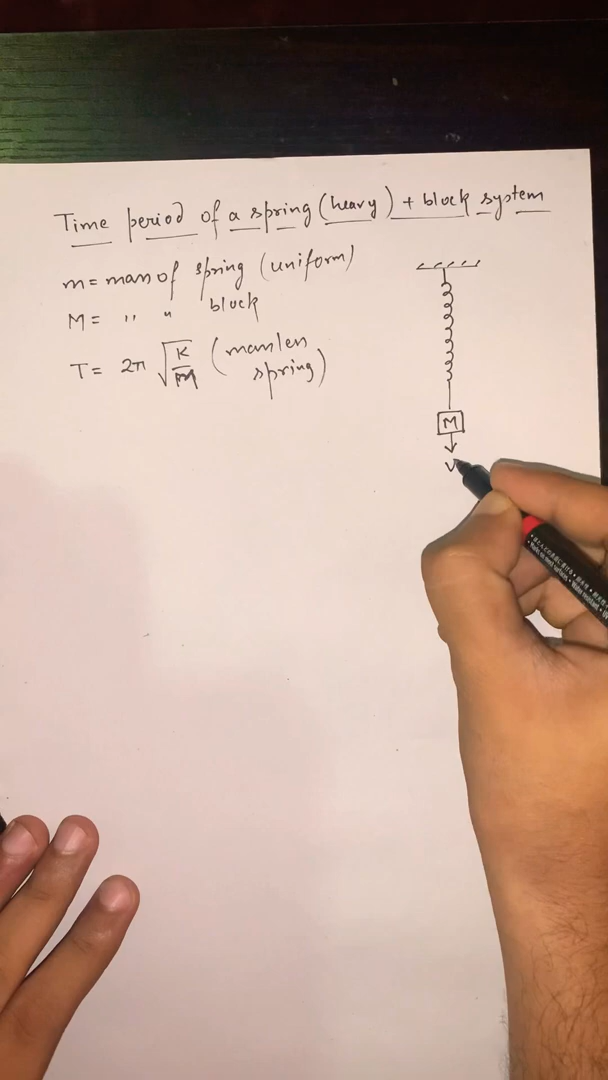 Time period of a spring (heavy) + block system
m = mass of spring (uniform)
M = " " block
T = 2π √K/m (massless spring)
M
V